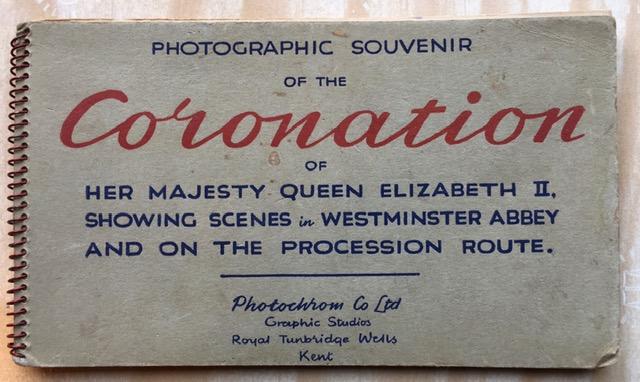 PHOTOGRAPHIC SOUVENIR
OF THE
Coronation
OF
HER MAJESTY QUEEN ELIZABETH II,
SHOWING SCENES in WESTMINSTER ABBEY
AND ON THE PROCESSION ROUTE.
Photochrom Co Ltd
Graphic Studios
Royal Tunbridge Wells
Kent